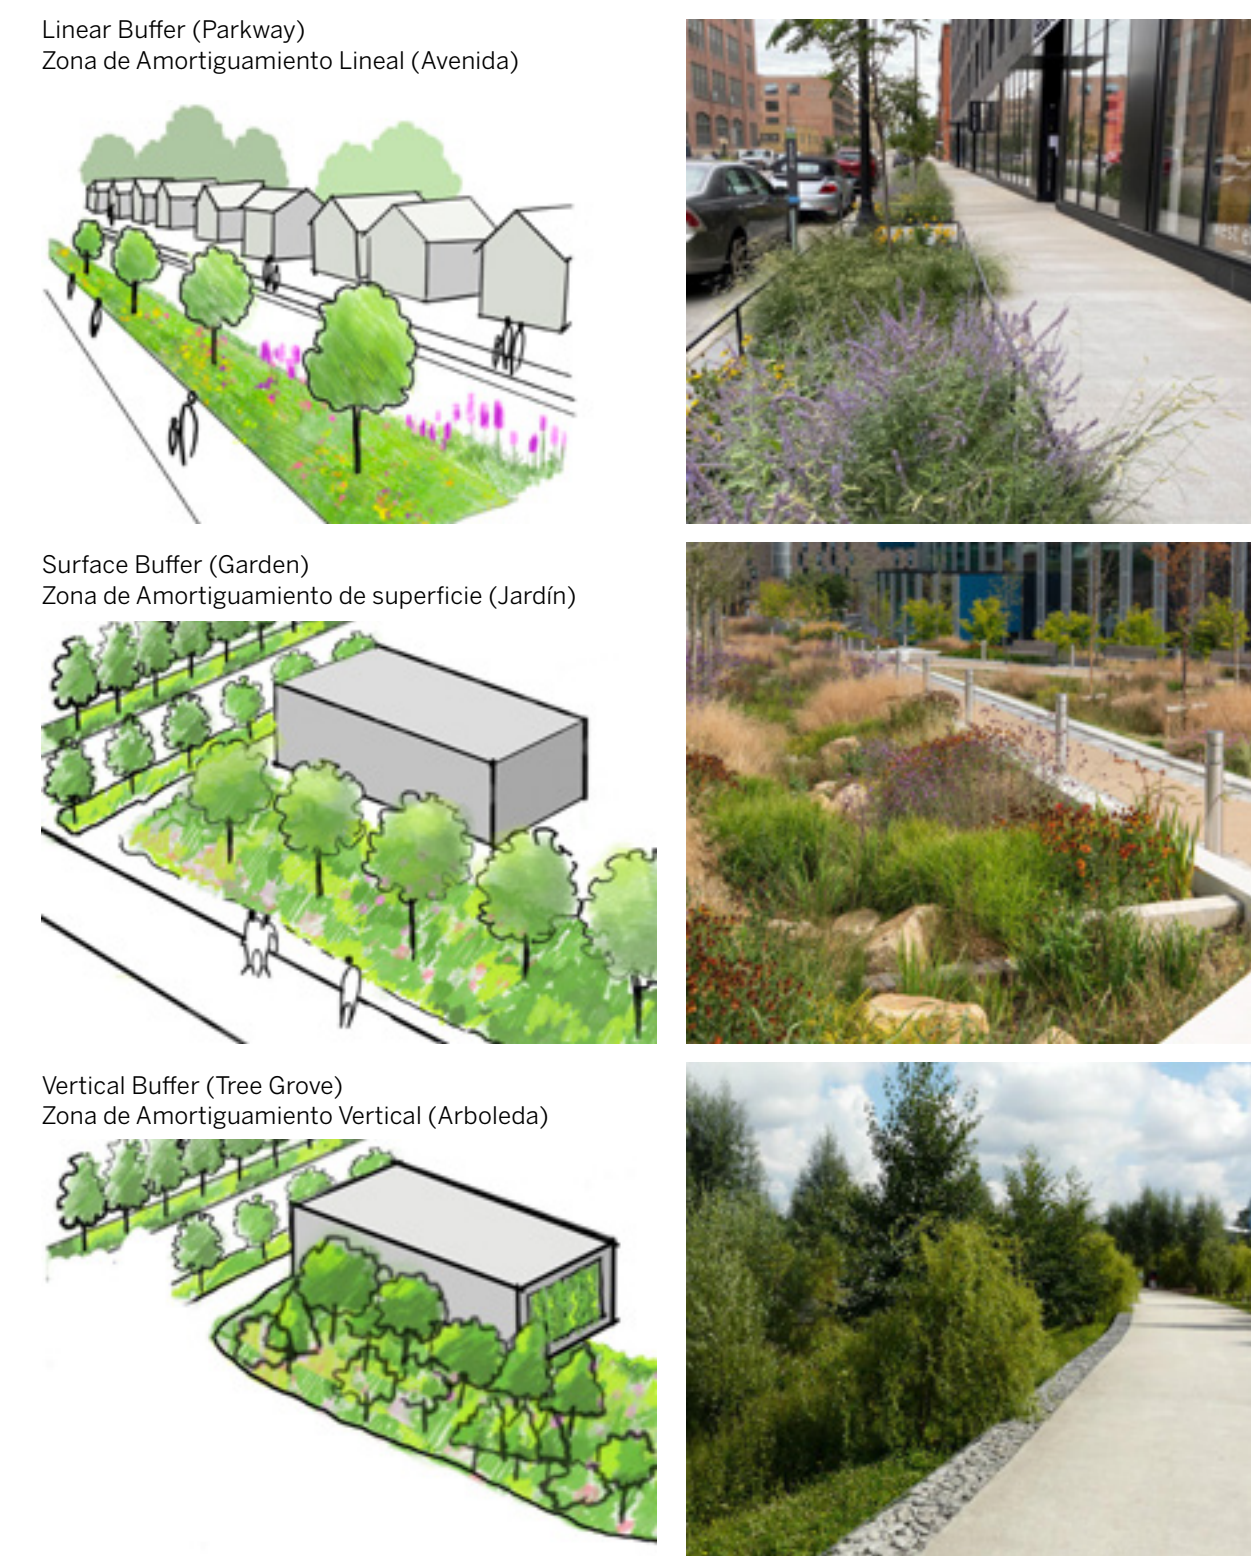 Linear Buffer (Parkway)
Zona de Amortiguamiento Lineal (Avenida)
Surface Buffer (Garden)
Zona de Amortiguamiento de superficie (Jardín)
Vertical Buffer (Tree Grove)
Zona de Amortiguamiento Vertical (Arboleda)